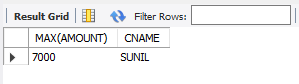 Result Grid Filter Rows:
MAX(AMOUNT) CNAME
7000 SUNIL